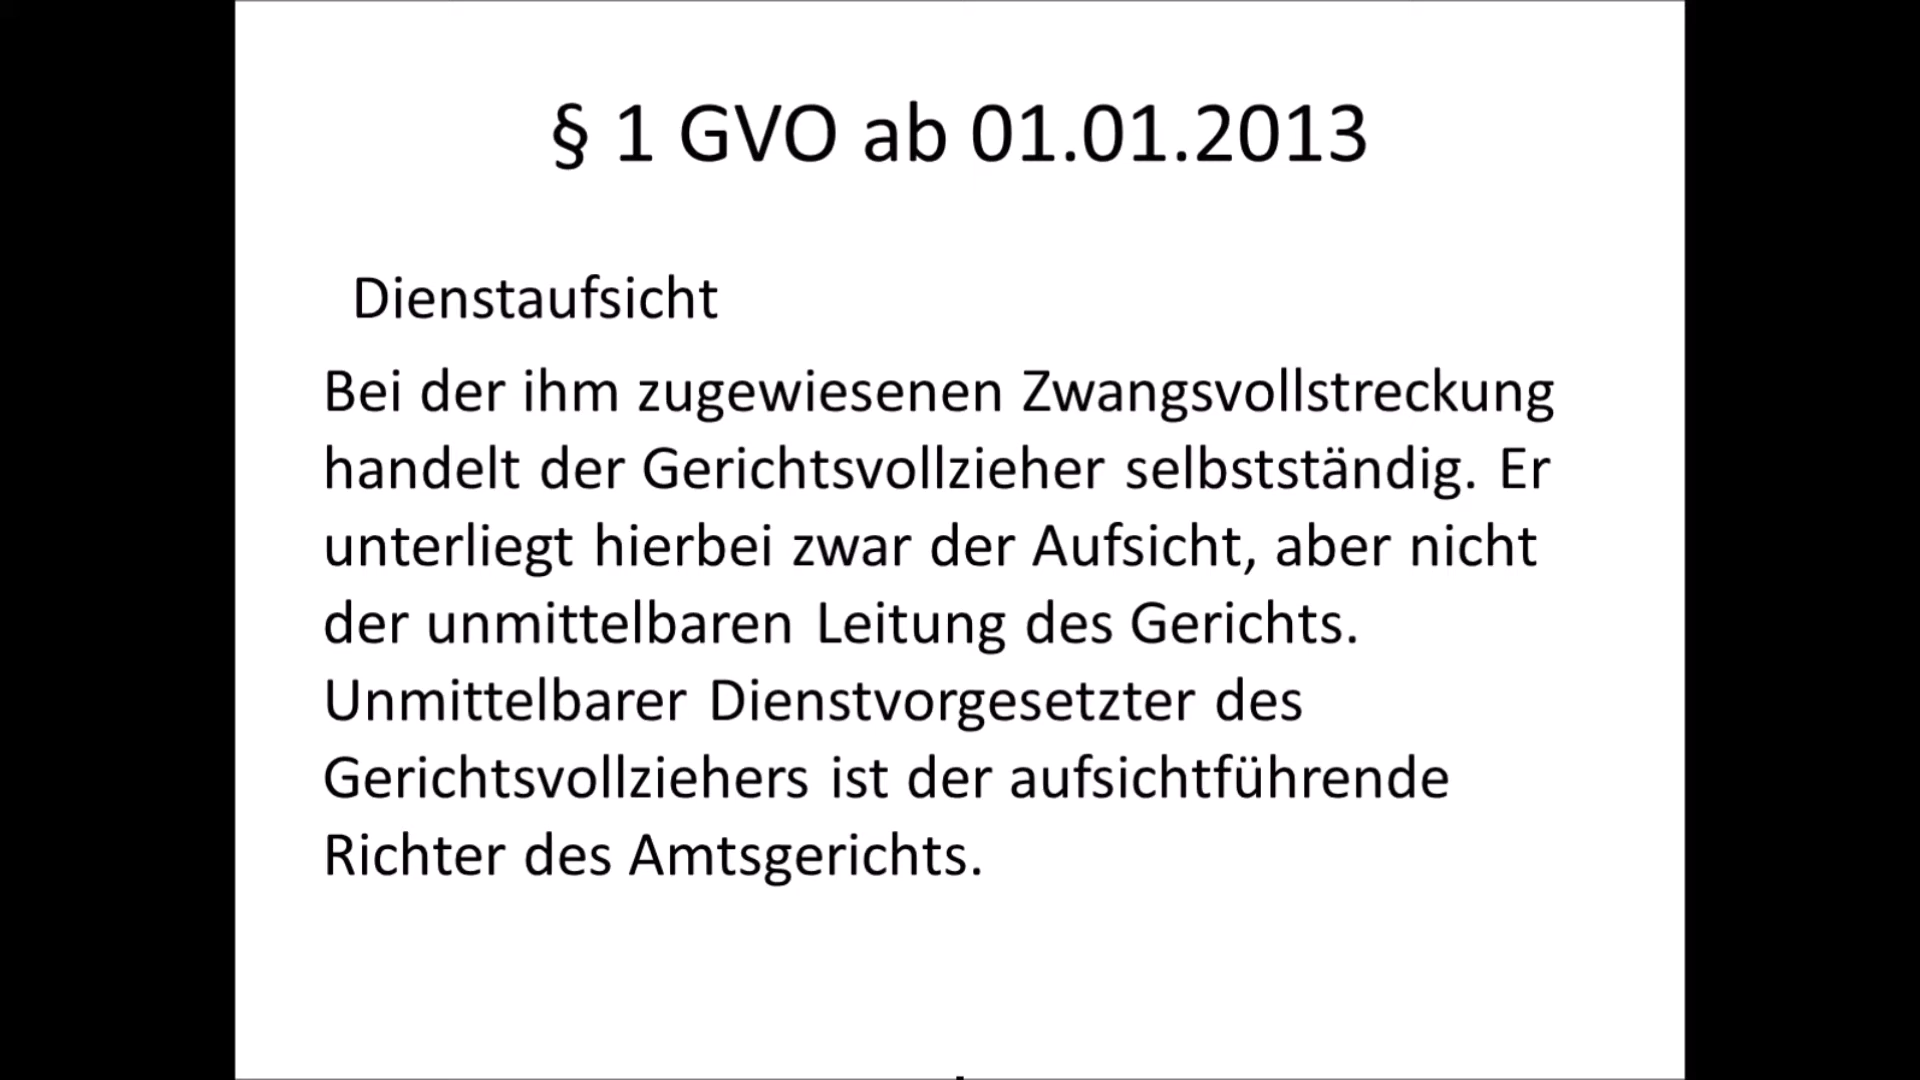 § 1 GVO ab 01.01.2013
Dienstaufsicht
Bei der ihm zugewiesenen Zwangsvollstreckung
handelt der Gerichtsvollzieher selbstständig. Er
unterliegt hierbei zwar der Aufsicht, aber nicht
der unmittelbaren Leitung des Gerichts.
Unmittelbarer Dienstvorgesetzter des
Gerichtsvollziehers ist der aufsichtführende
Richter des Amtsgerichts.